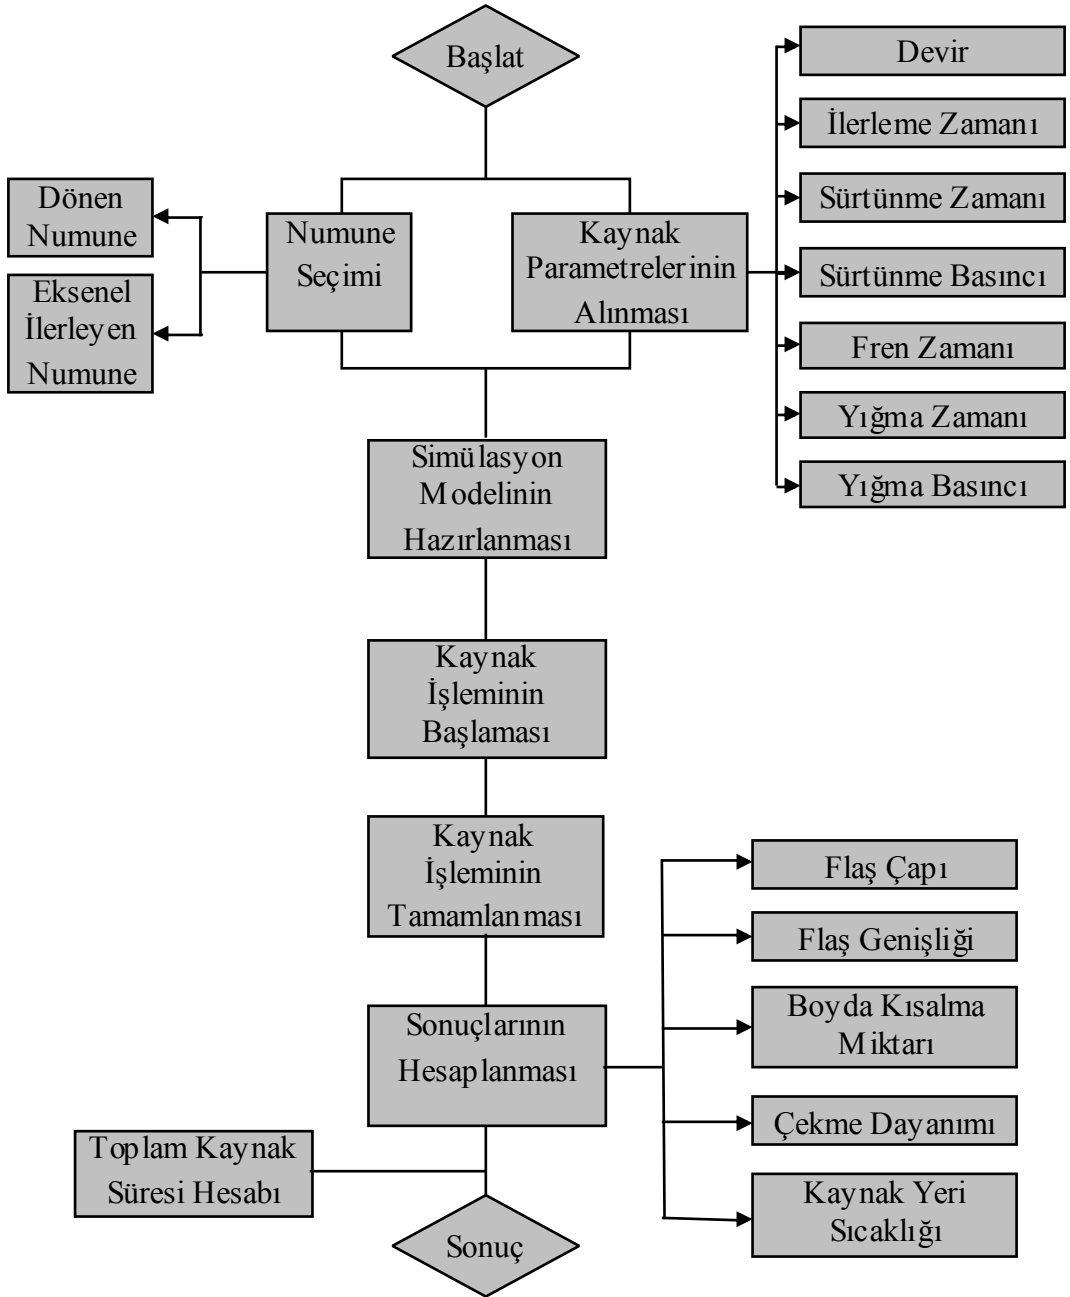 Başlat
Devir
İlerleme Zamanı
Sürtünme Zamanı
Sürtünme Basıncı
Fren Zamanı
Yığma Zamanı
Yığma Basıncı
Dönen
Numune
Eksenel
İlerleyen
Numune
Numune
Seçimi
Kaynak
Parametrelerinin
Alınması
Simülasyon
Modelinin
Hazırlanması
Kaynak
İşleminin
Başlaması
Kaynak
İşleminin
Tamamlanması
Sonuçlarının
Hesaplanması
Flaş Çapı
Flaş Genişliği
Boyda Kısalma
Miktarı
Çekme Dayanımı
Kaynak Yeri
Sıcaklığı
Toplam Kaynak
Süresi Hesabı
Sonuç